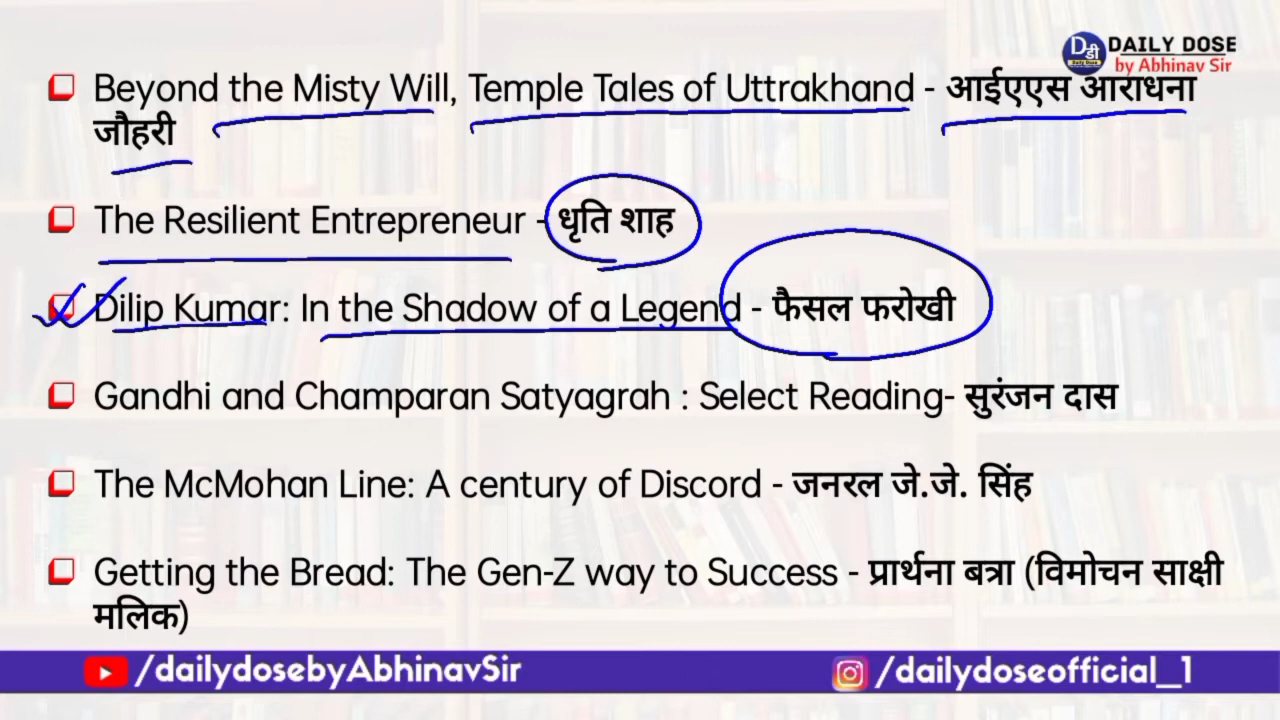 Dडी DAILY DOSE
Daily Dose by Abhinav Sir
Beyond the Misty Will, Temple Tales of Uttrakhand - आईएएस आराधना
जौहरी
The Resilient Entrepreneur - धृति शाह
Dilip Kumar: In the Shadow of a Legend - फैसल फरोखी
Gandhi and Champaran Satyagrah : Select Reading- सुरंजन दास
The McMohan Line: A century of Discord - जनरल जे.जे. सिंह
Getting the Bread: The Gen-Z way to Success - प्रार्थना बत्रा (विमोचन साक्षी
मलिक)
/dailydosebyAbhinavSir /dailydoseofficial_1